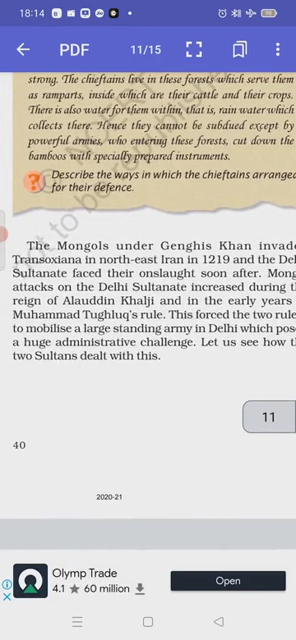 18:14
PDF
11/15
strong. The chieftains live in these forests which serve them
as ramparts, inside which are their cattle and their crops.
There is also water for them within, that is, rain water which
collects there. Hence they cannot be subdued except by
powerful armies, who entering these forests, cut down the
bamboos with specially prepared instruments.
? Describe the ways in which the chieftains arranged
for their defence.
not to be
The Mongols under Genghis Khan invade
Transoxiana in north-east Iran in 1219 and the Del
Sultanate faced their onslaught soon after. Mong
attacks on the Delhi Sultanate increased during t
reign of Alauddin Khalji and in the early years
Muhammad Tughluq's rule. This forced the two rule
to mobilise a large standing army in Delhi which pos
a huge administrative challenge. Let us see how t
two Sultans dealt with this.
11
40
2020-21
Olymp Trade
4.1 ★ 60 million
Open